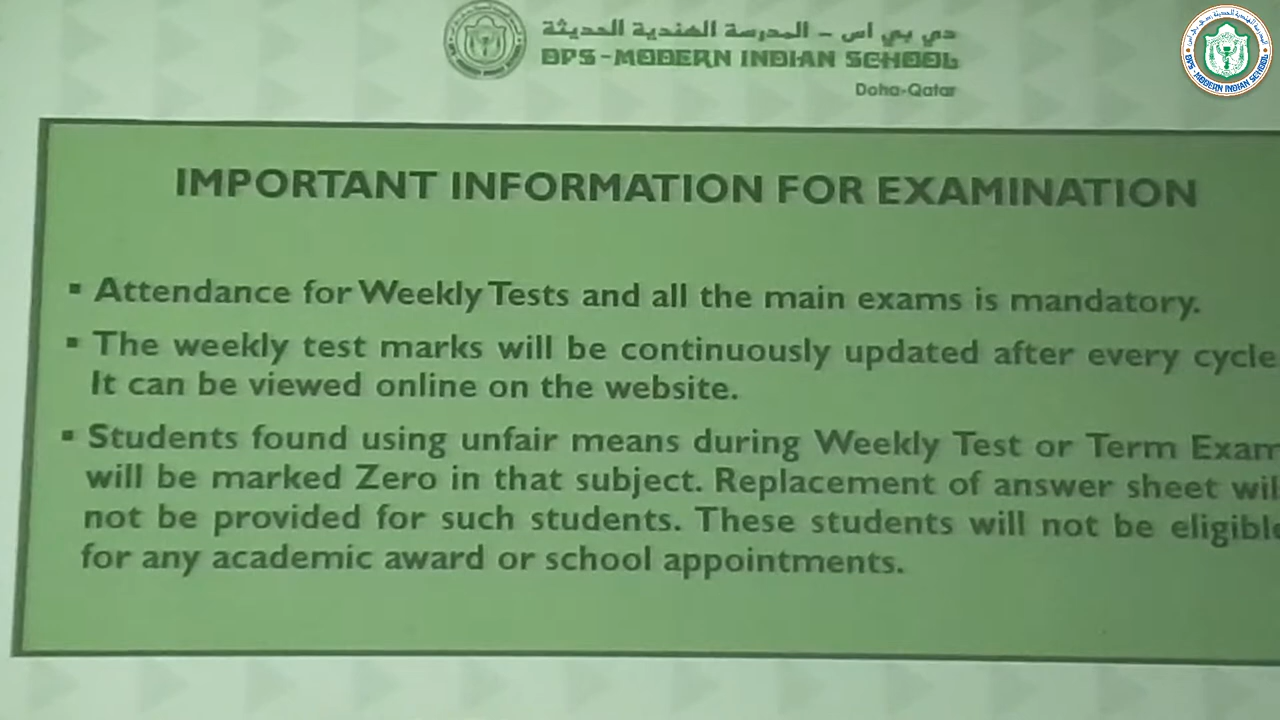 دي بي اس – المدرسة الهندية الحديثة
DPS-MODERN INDIAN SCHOOL
Doha-Qatar
DPS-MODERN INDIAN SCHOOL
IMPORTANT INFORMATION FOR EXAMINATION
▪ Attendance for Weekly Tests and all the main exams is mandatory.
▪ The weekly test marks will be continuously updated after every cycle
It can be viewed online on the website.
▪ Students found using unfair means during Weekly Test or Term Exam
will be marked Zero in that subject. Replacement of answer sheet will
not be provided for such students. These students will not be eligible
for any academic award or school appointments.